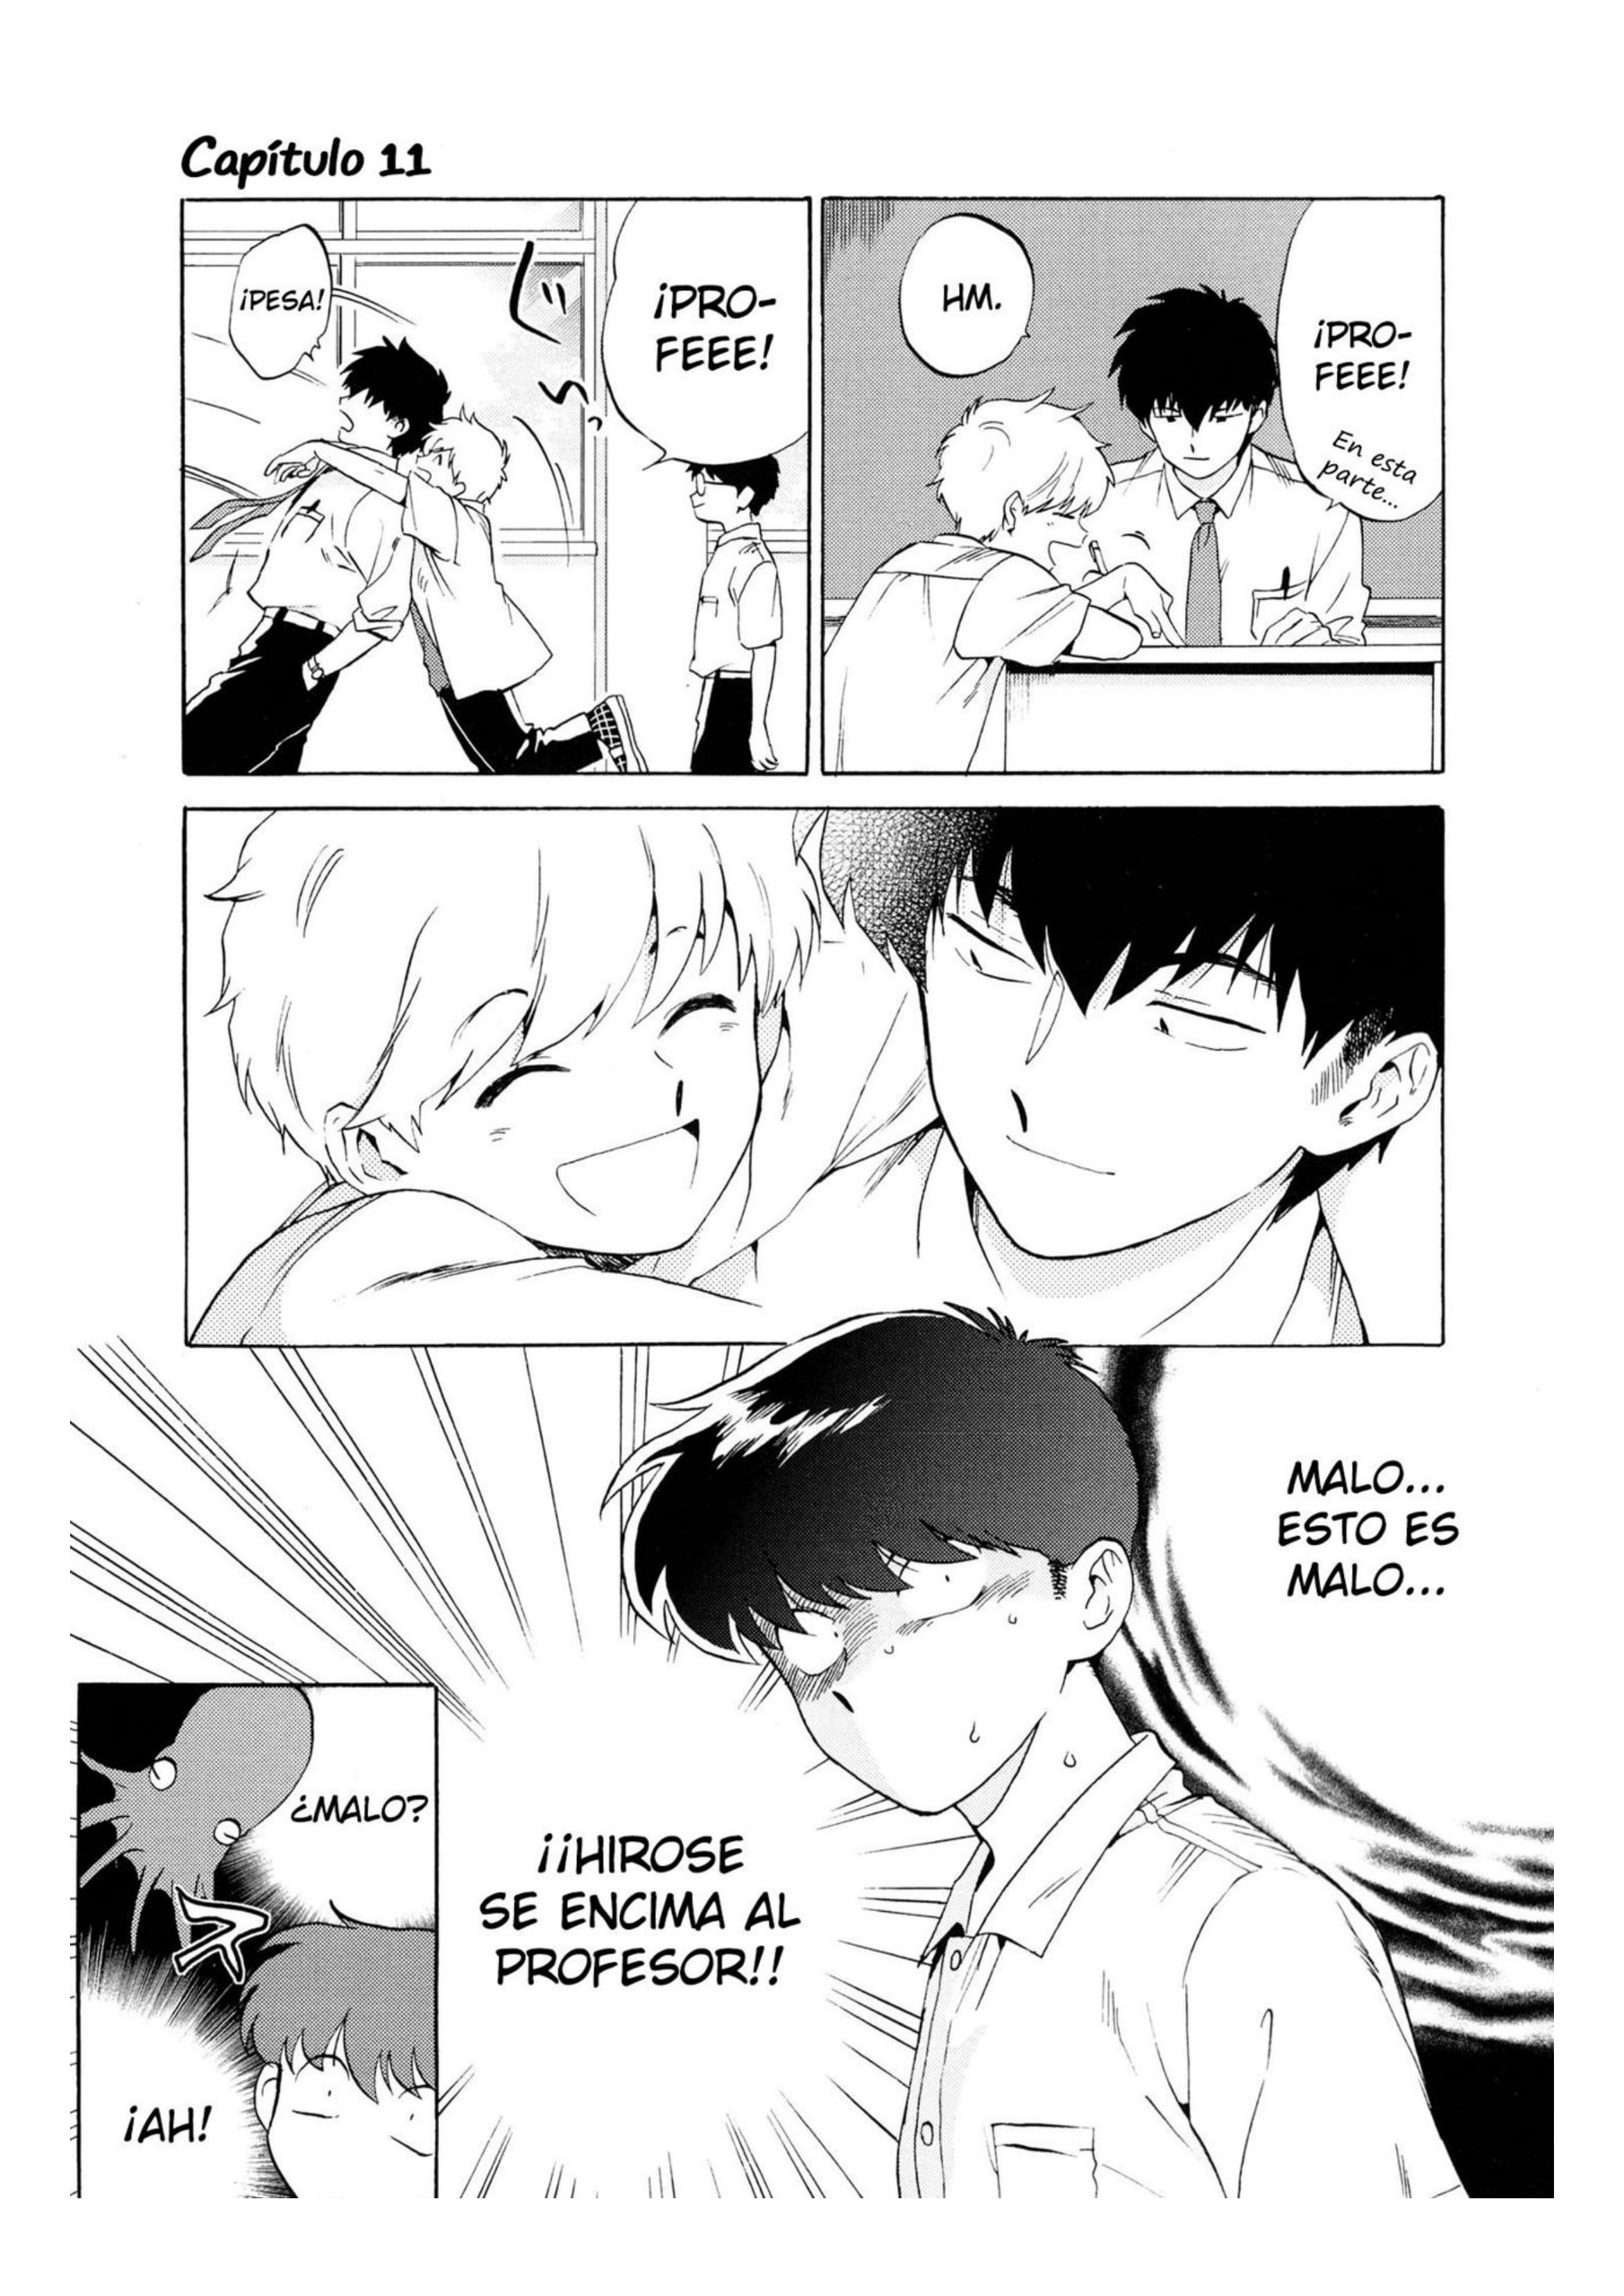 Capítulo 11
¡PRO-
FEEE!
En esta
parte...
HM.
¡PRO-
FEEE!
¡PESA!
MALO...
ESTO ES
MALO...
¡¡HIROSE
SE ENCIMA AL
PROFESOR!!
¿MALO?
¡AH!